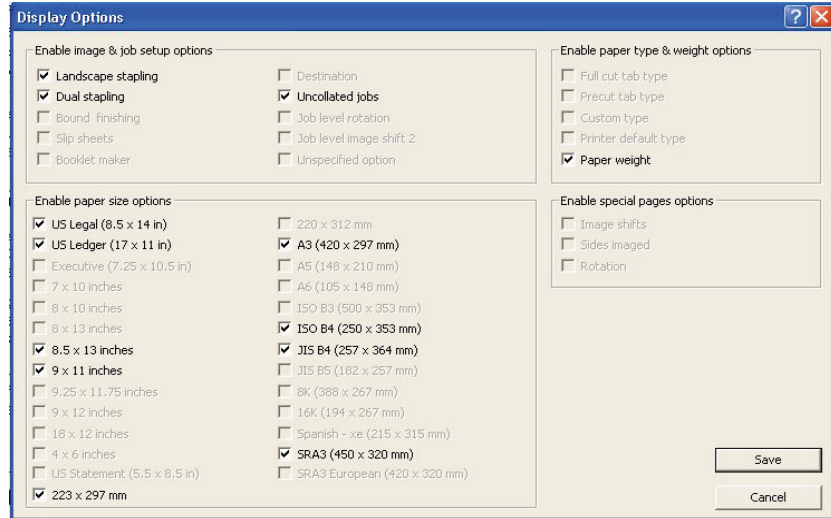 Display Options
Enable image & job setup options
Landscape stapling
Dual stapling
Bound finishing
Slip sheets
Booklet maker
Destination
Uncollated jobs
Job level rotation
Job level image shift 2
Unspecified option
Enable paper type & weight options
Full cut tab type
Precut tab type
Custom type
Printer default type
Paper weight
Enable paper size options
US Legal (8.5 x 14 in)
US Ledger (17 x 11 in)
Executive (7.25 x 10.5 in)
7 x 10 inches
8 x 10 inches
8 x 13 inches
8.5 x 13 inches
9 x 11 inches
9.25 x 11.75 inches
9 x 12 inches
18 x 12 inches
4 x 6 inches
US Statement (5.5 x 8.5 in)
223 x 297 mm
220 x 312 mm
A3 (420 x 297 mm)
A5 (148 x 210 mm)
A6 (105 x 148 mm)
ISO B3 (500 x 353 mm)
ISO B4 (250 x 353 mm)
JIS B4 (257 x 364 mm)
JIS B5 (182 x 257 mm)
8K (388 x 267 mm)
16K (194 x 267 mm)
Spanish - xe (215 x 315 mm)
SRA3 (450 x 320 mm)
SRA3 European (420 x 320 mm)
Enable special pages options
Image shifts
Sides imaged
Rotation
Save
Cancel